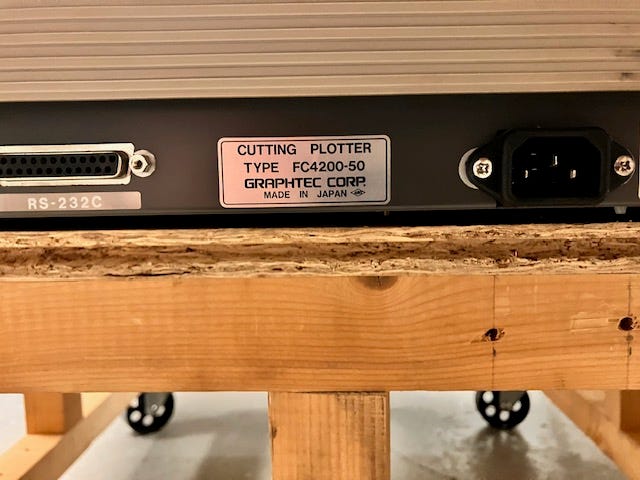 CUTTING PLOTTER
TYPE FC4200-50
GRAPHTEC CORP.
MADE IN JAPAN
RS-232C